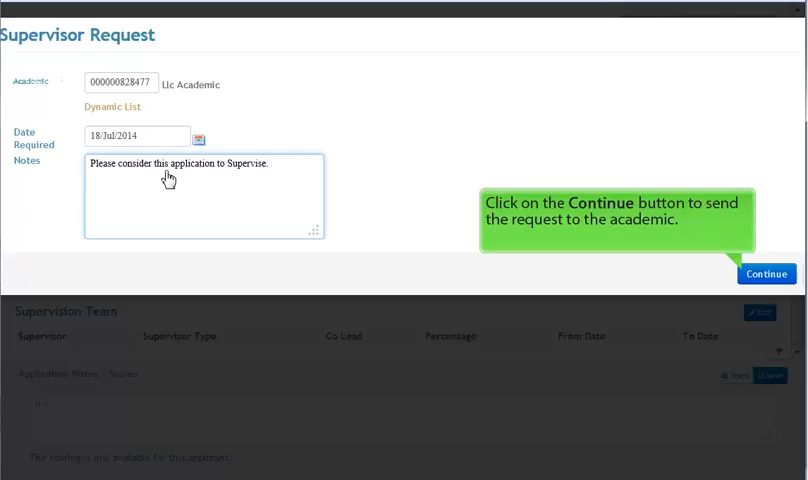 Supervisor Request
Academic :
000000828477 Llc Academic
Dynamic List
Date Required
18/Jul/2014
Notes
Please consider this application to Supervise.
Click on the Continue button to send
the request to the academic.
Continue
Supervision Team
Edit
Supervisor Supervisor Type Co Lead Percentage From Date To Date
Application Notes / Scores
Save
The scoring is not available for this applicant